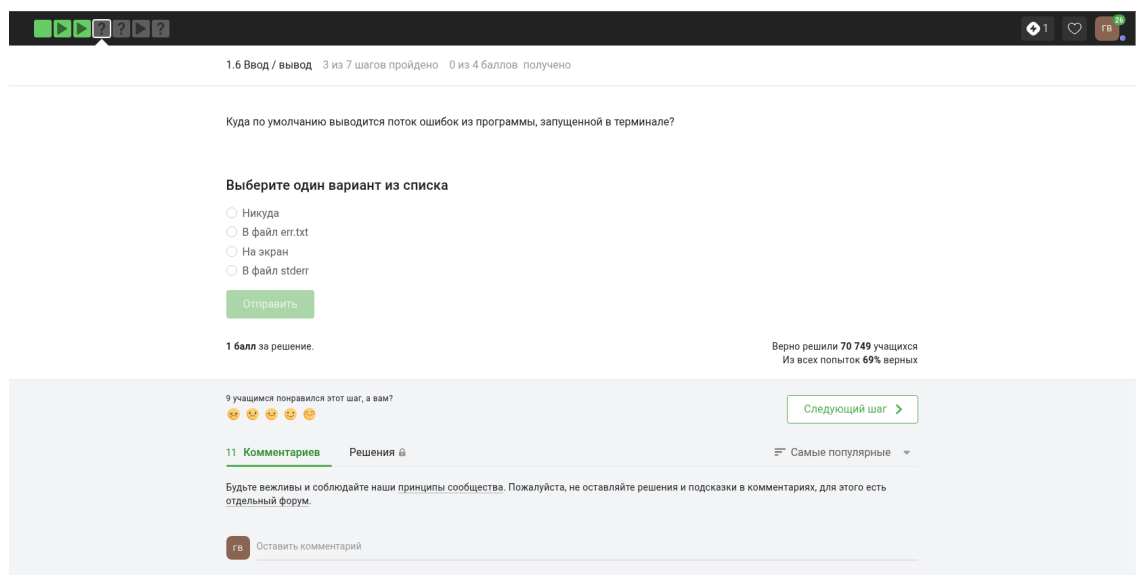 ? ? ?
1
ГВ
26
1.6 Ввод / вывод 3 из 7 шагов пройдено 0 из 4 баллов получено
Куда по умолчанию выводится поток ошибок из программы, запущенной в терминале?
Выберите один вариант из списка
Никуда
В файл err.txt
На экран
В файл stderr
Отправить
1 балл за решение.
Верно решили 70 749 учащихся
Из всех попыток 69% верных
9 учащимся понравился этот шаг, а вам?
Следующий шаг
11 Комментариев Решения
Самые популярные
Будьте вежливы и соблюдайте наши принципы сообщества. Пожалуйста, не оставляйте решения и подсказки в комментариях, для этого есть
отдельный форум.
ГВ Оставить комментарий